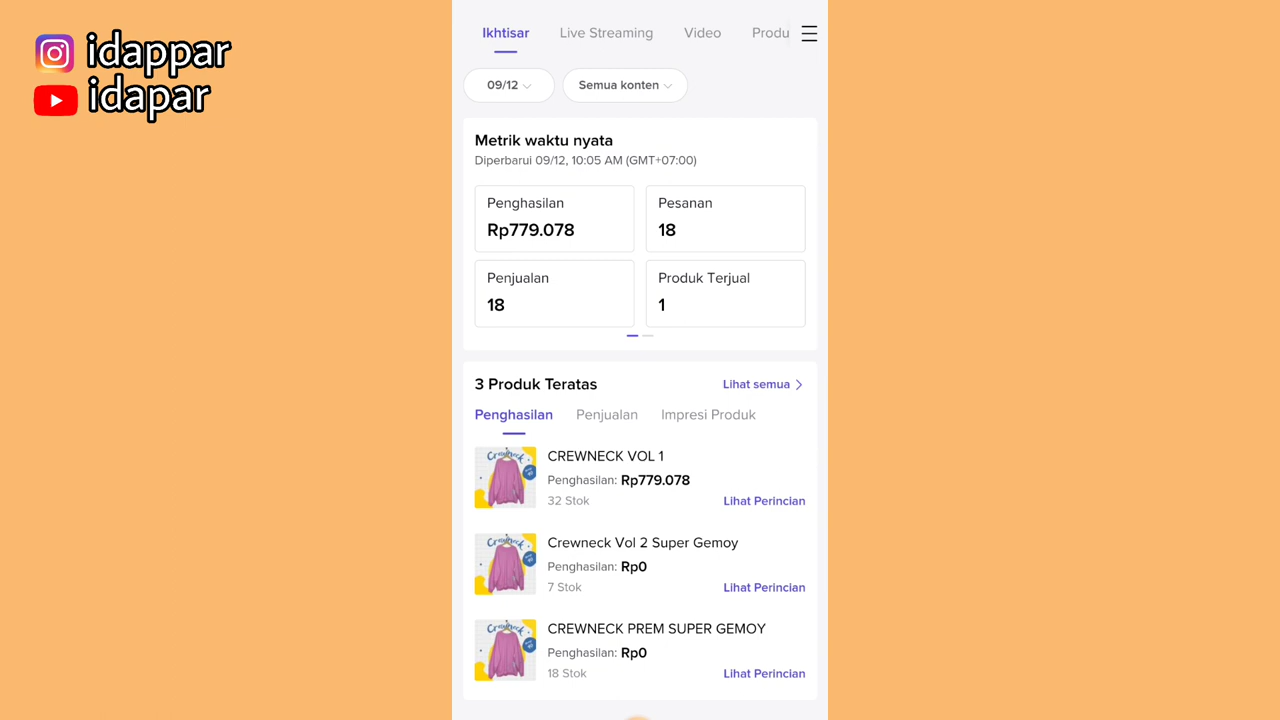 idappar
idapar
Ikhtisar Live Streaming Video Produ
09/12 Semua konten
Metrik waktu nyata
Diperbarui 09/12, 10:05 AM (GMT+07:00)
Penghasilan Pesanan
Rp779.078 18
Penjualan Produk Terjual
18 1
3 Produk Teratas Lihat semua
Penghasilan Penjualan Impresi Produk
CREWNECK VOL 1
Penghasilan: Rp779.078
32 Stok Lihat Perincian
Crewneck
Crewneck Vol 2 Super Gemoy
Penghasilan: Rp0
7 Stok Lihat Perincian
Crewneck
CREWNECK PREM SUPER GEMOY
Penghasilan: Rp0
18 Stok Lihat Perincian
Crewneck